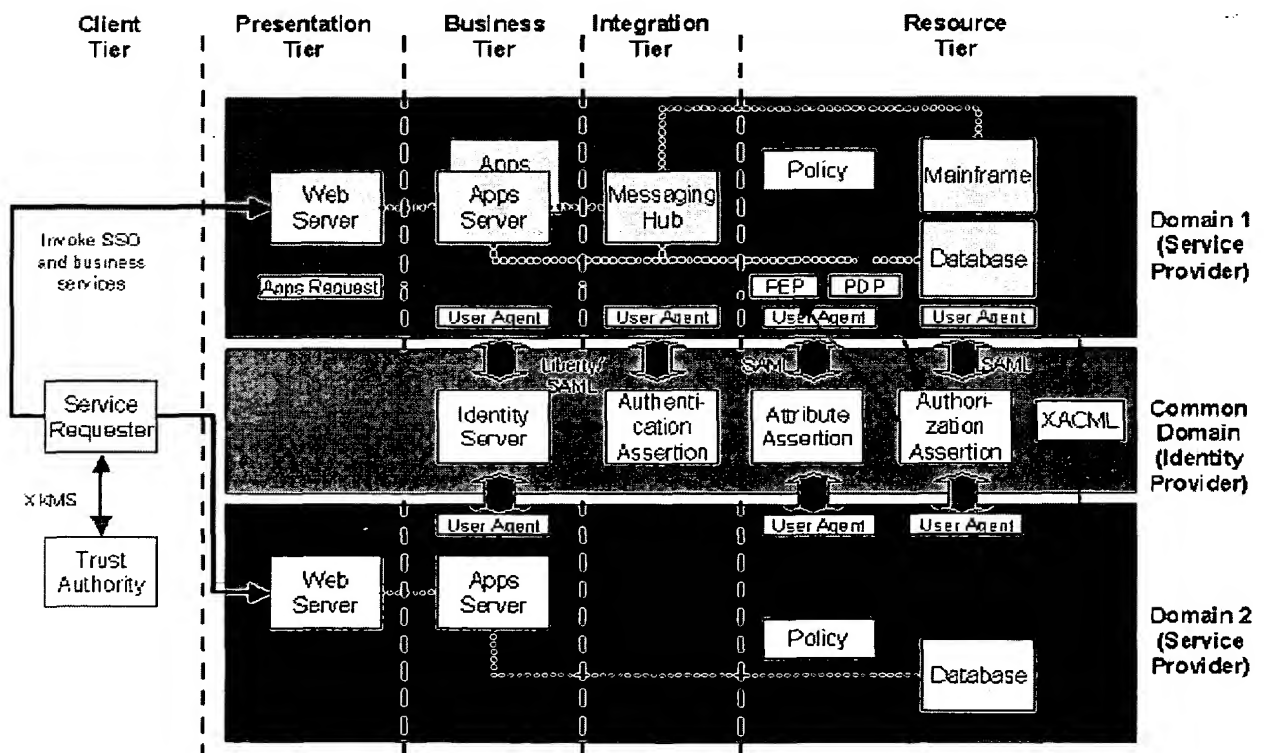 Client
Tier
Presentation
Tier
Business
Tier
Integration
Tier
Resource
Tier
Web
Server
Apps
Apps
Server
Messaging
Hub
Policy
Mainframe
Database
Apps Request
PEP
PDP
User Agent
User Agent
User Agent
User Agent
Domain 1
(Service
Provider)
Invoke SSO
and business
services
Liberty/
SAML
SAML
SAML
Service
Requester
Identity
Server
Authenti-
cation
Assertion
Attribute
Assertion
Authori-
zation
Assertion
XACML
Common
Domain
(Identity
Provider)
XKMS
Trust
Authority
User Agent
User Agent
User Agent
Web
Server
Apps
Server
Policy
Database
Domain 2
(Service
Provider)